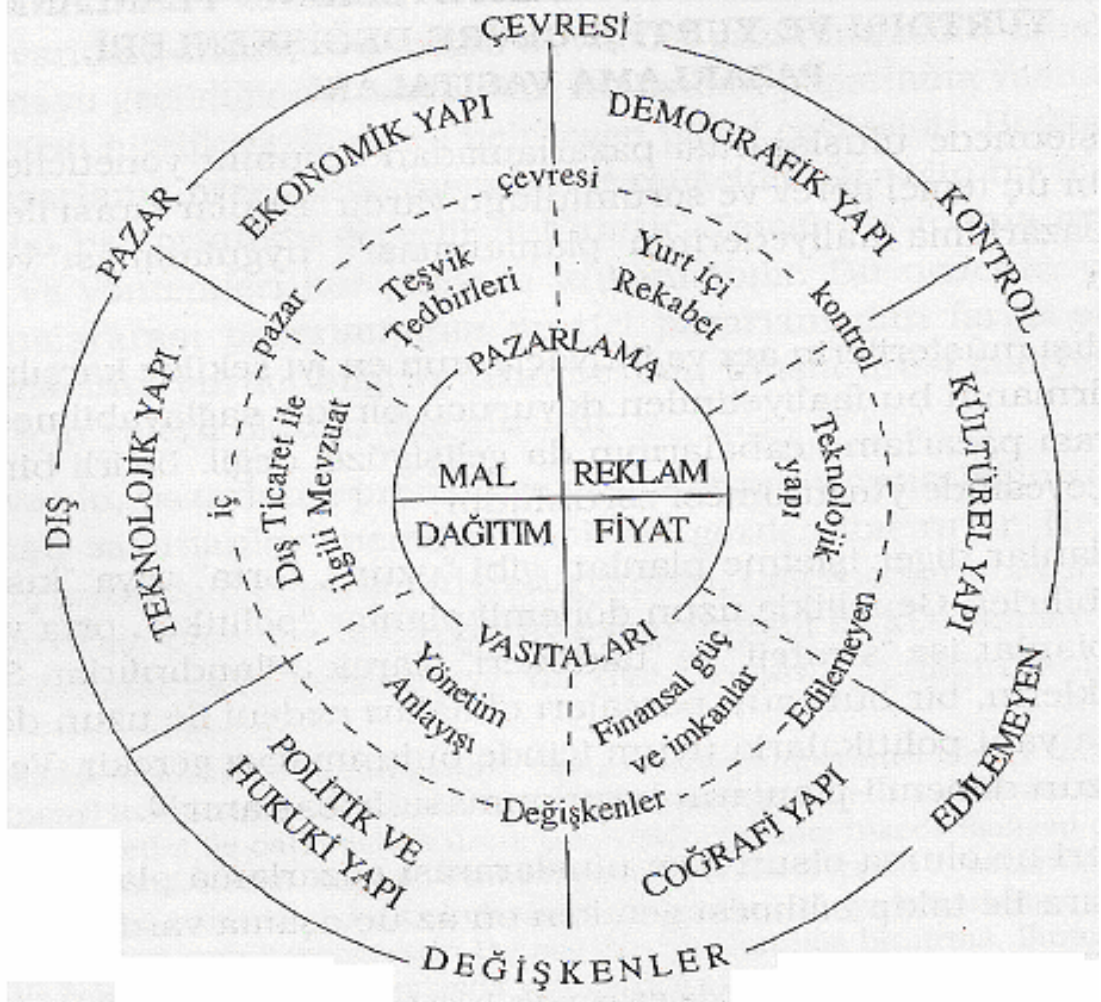 DIŞ PAZAR ÇEVRESİ KONTROL EDİLEMEYEN DEĞİŞKENLER
EKONOMİK YAPI
DEMOGRAFİK YAPI
KÜLTÜREL YAPI
COĞRAFİ YAPI
POLİTİK VE
HUKUKİ YAPI
TEKNOLOJİK YAPI
iç pazar çevresi kontrol Edilemeyen Değişkenler
Teşvik
Tedbirleri
Yurt içi
Rekabet
Teknolojik
yapı
Finansal güç
ve imkanlar
Yönetim
Anlayışı
Dış Ticaret ile
ilgili Mevzuat
PAZARLAMA
MAL
REKLAM
DAĞITIM
FİYAT
VASITALARI